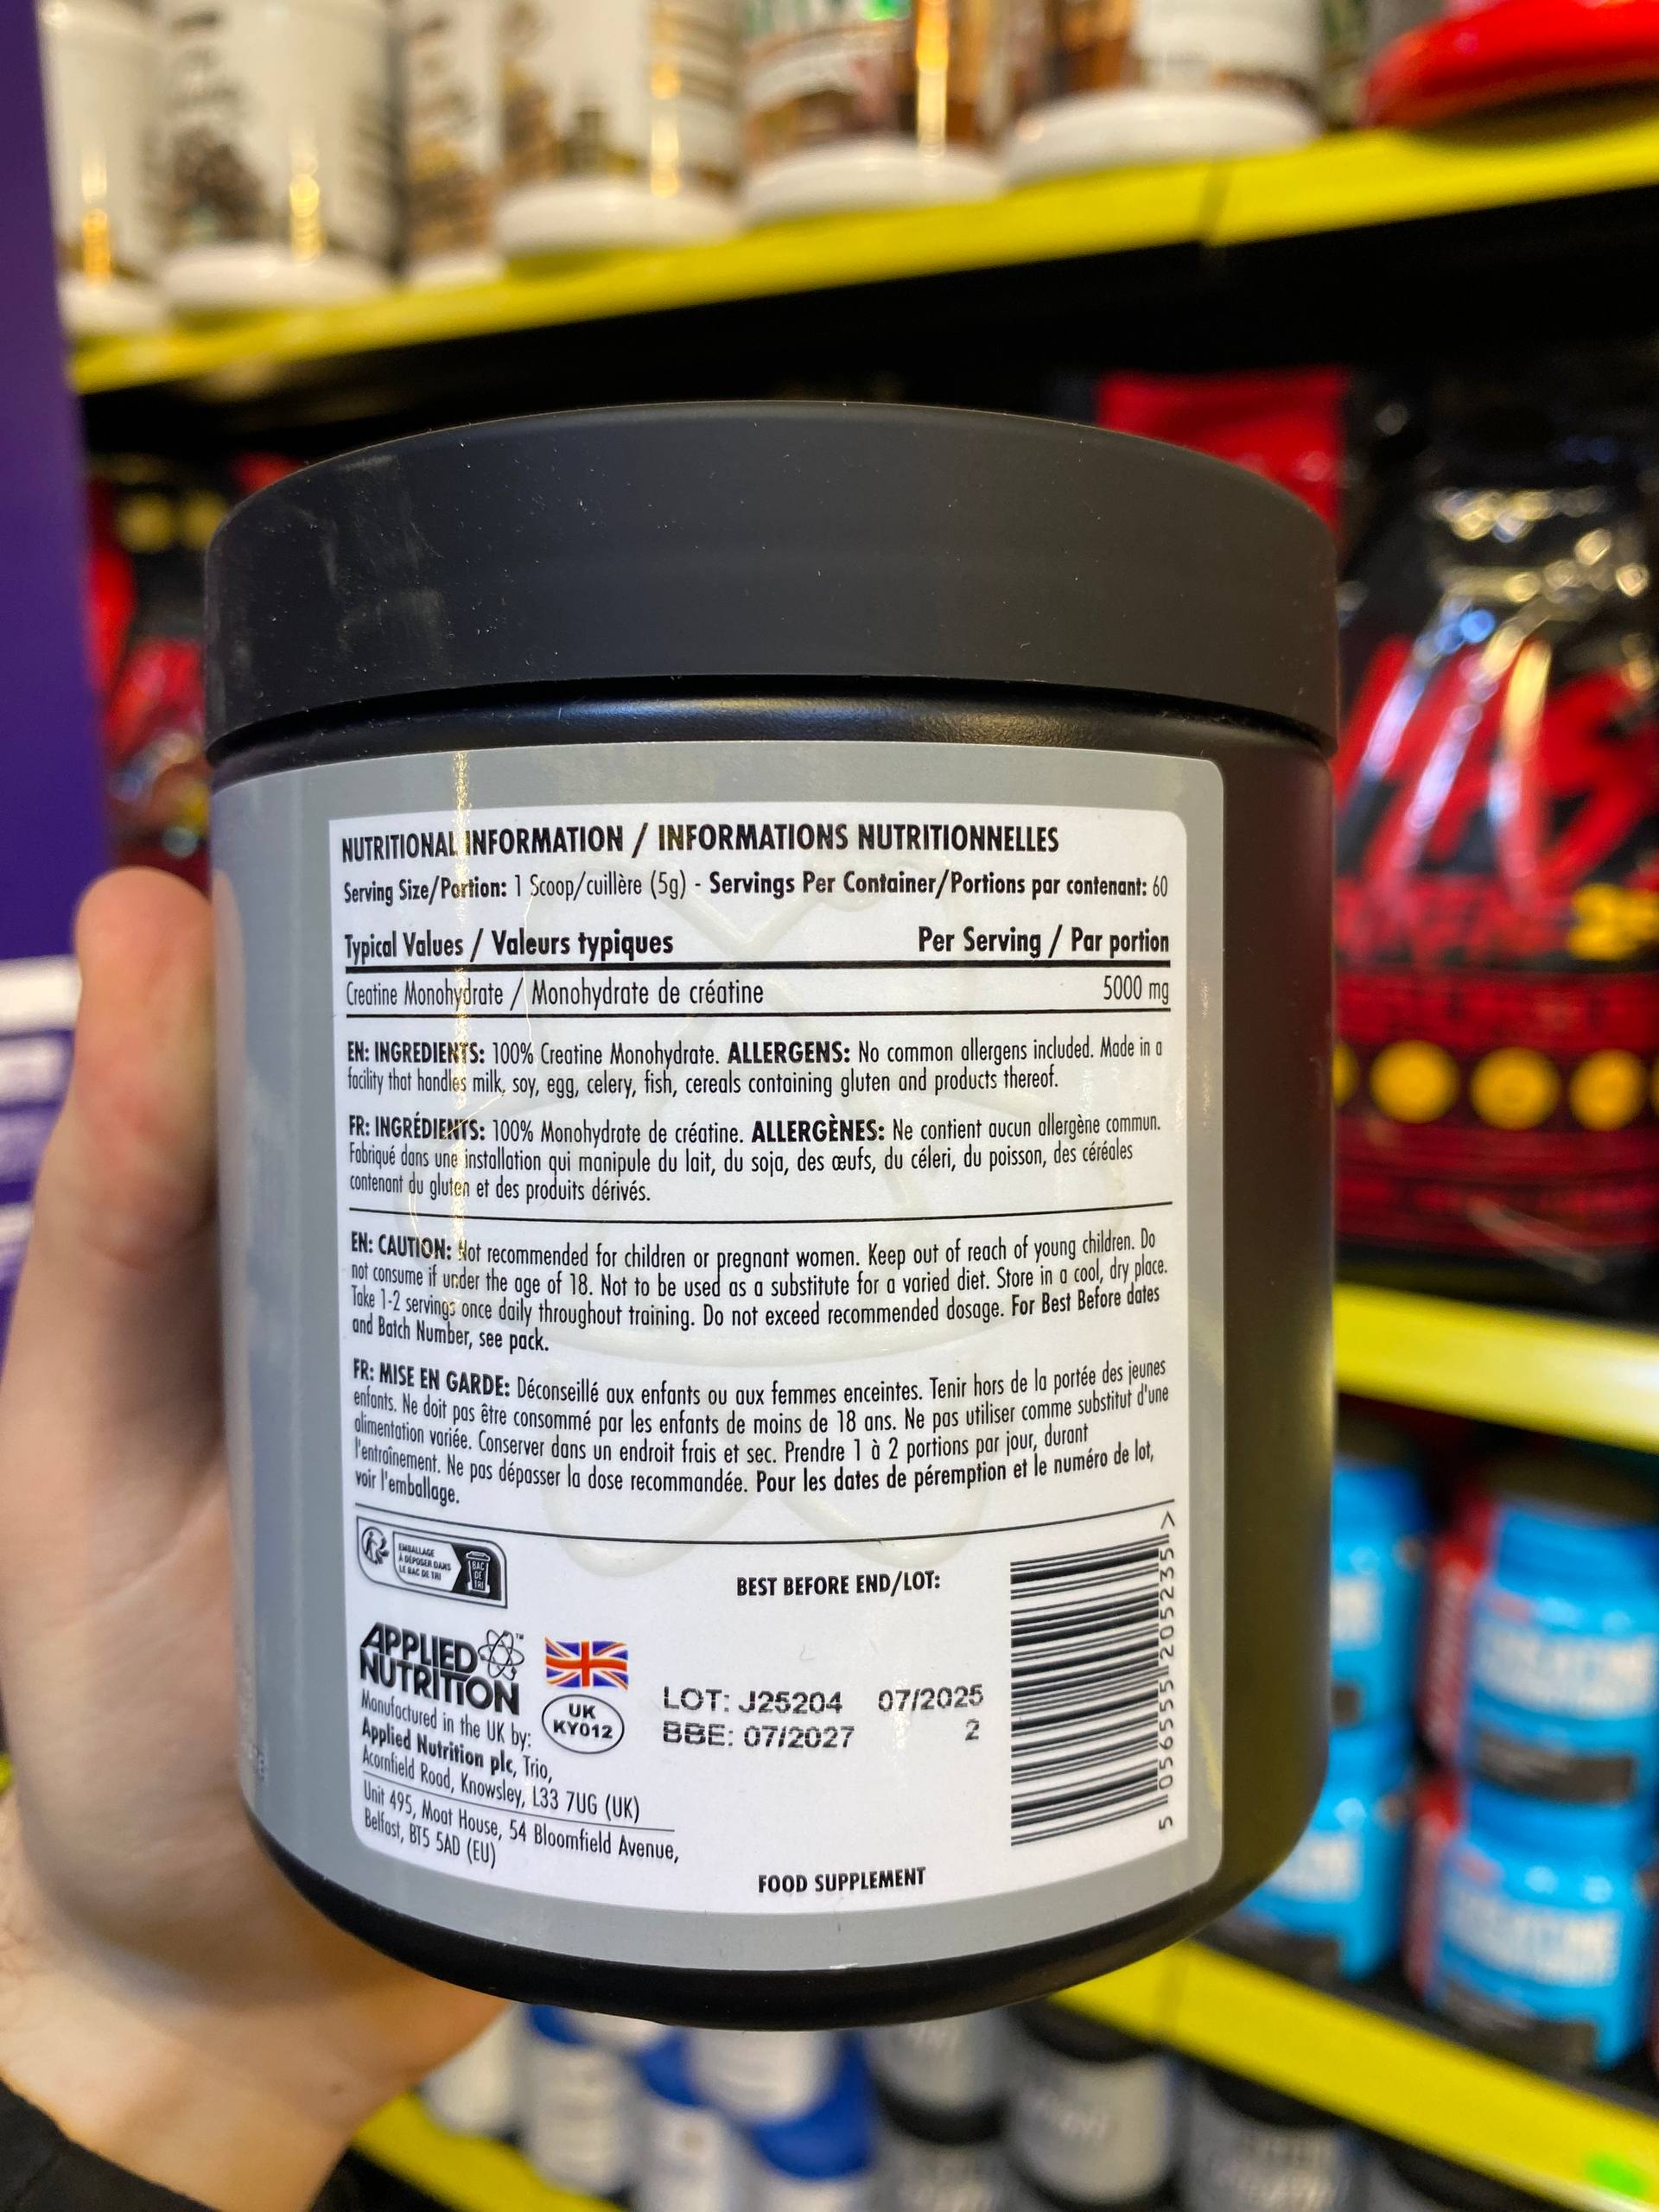 NUTRITIONAL INFORMATION / INFORMATIONS NUTRITIONNELLES
Serving Size/Portion: 1 Scoop/cuillère (5g) - Servings Per Container/Portions par contenant: 60
Typical Values / Valeurs typiques Per Serving / Par portion
Creatine Monohydrate / Monohydrate de créatine 5000 mg
EN: INGREDIENTS: 100% Creatine Monohydrate. ALLERGENS: No common allergens included. Made in a
facility that handles milk, soy, egg, celery, fish, cereals containing gluten and products thereof.
FR: INGRÉDIENTS: 100% Monohydrate de créatine. ALLERGÈNES: Ne contient aucun allergène commun.
Fabriqué dans une installation qui manipule du lait, du soja, des œufs, du céleri, du poisson, des céréales
contenant du gluten et des produits dérivés.
EN: CAUTION: Not recommended for children or pregnant women. Keep out of reach of young children. Do
not consume if under the age of 18. Not to be used as a substitute for a varied diet. Store in a cool, dry place.
Take 1-2 servings once daily throughout training. Do not exceed recommended dosage. For Best Before dates
and Batch Number, see pack.
FR: MISE EN GARDE: Déconseillé aux enfants ou aux femmes enceintes. Tenir hors de la portée des jeunes
enfants. Ne doit pas être consommé par les enfants de moins de 18 ans. Ne pas utiliser comme substitut d'une
alimentation variée. Conserver dans un endroit frais et sec. Prendre 1 à 2 portions par jour, durant
l'entraînement. Ne pas dépasser la dose recommandée. Pour les dates de péremption et le numéro de lot,
voir l'emballage.
EMBALLAGE
À DÉPOSER DANS
LE BAC DE TRI
BAC
DE
TRI
BEST BEFORE END/LOT:
APPLIED
NUTRITION™
UK
KY012
LOT: J25204 07/2025
BBE: 07/2027 2
Manufactured in the UK by:
Applied Nutrition plc, Trio,
Acornfield Road, Knowsley, L33 7UG (UK)
Unit 495, Moat House, 54 Bloomfield Avenue,
Belfast, BT5 5AD (EU)
5 056555 205235 >
FOOD SUPPLEMENT